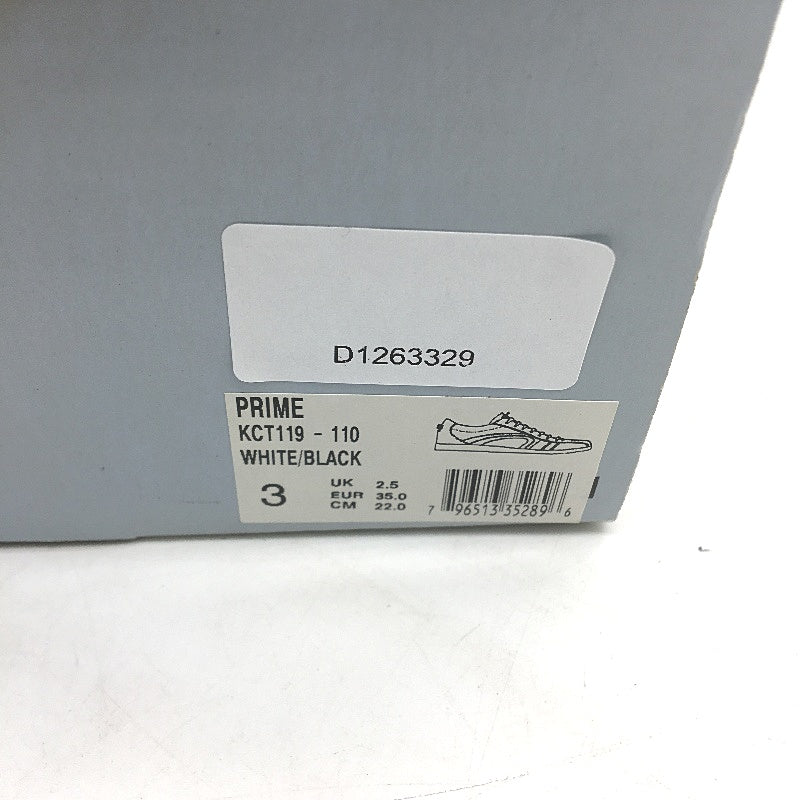 D1263329
PRIME
KCT119 - 110
WHITE/BLACK
3
UK 2.5
EUR 35.0
CM 22.0
7 96513 35289 6